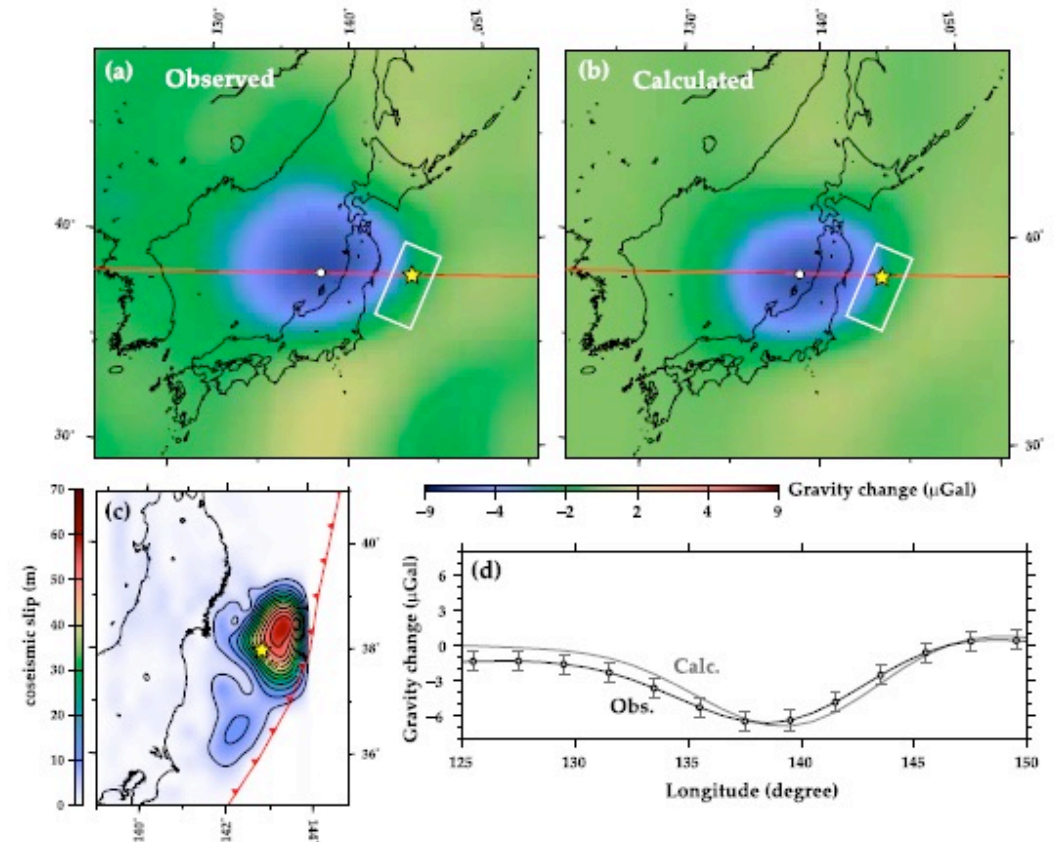 130° 140° 150° 130° 140° 150°
(a) Observed (b) Calculated
40° 40°
30° 30°
(c) Gravity change (μGal)
−9 −4 −2 2 4 9
coseismic slip (m)
70
60
50
40
30
20
10
0
40°
38°
36°
140° 142° 144°
(d)
Gravity change (μGal)
6
3
0
−3
−6
Calc.
Obs.
125 130 135 140 145 150
Longitude (degree)